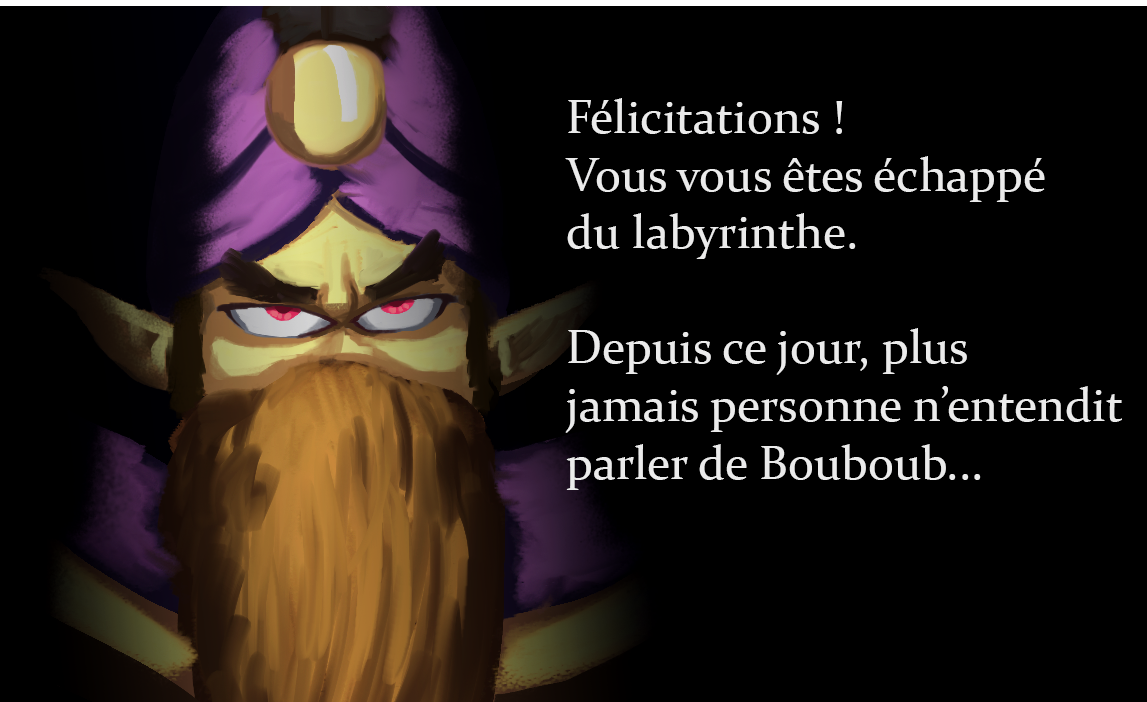 Félicitations !
Vous vous êtes échappé
du labyrinthe.
Depuis ce jour, plus
jamais personne n’entendit
parler de Bouboub...